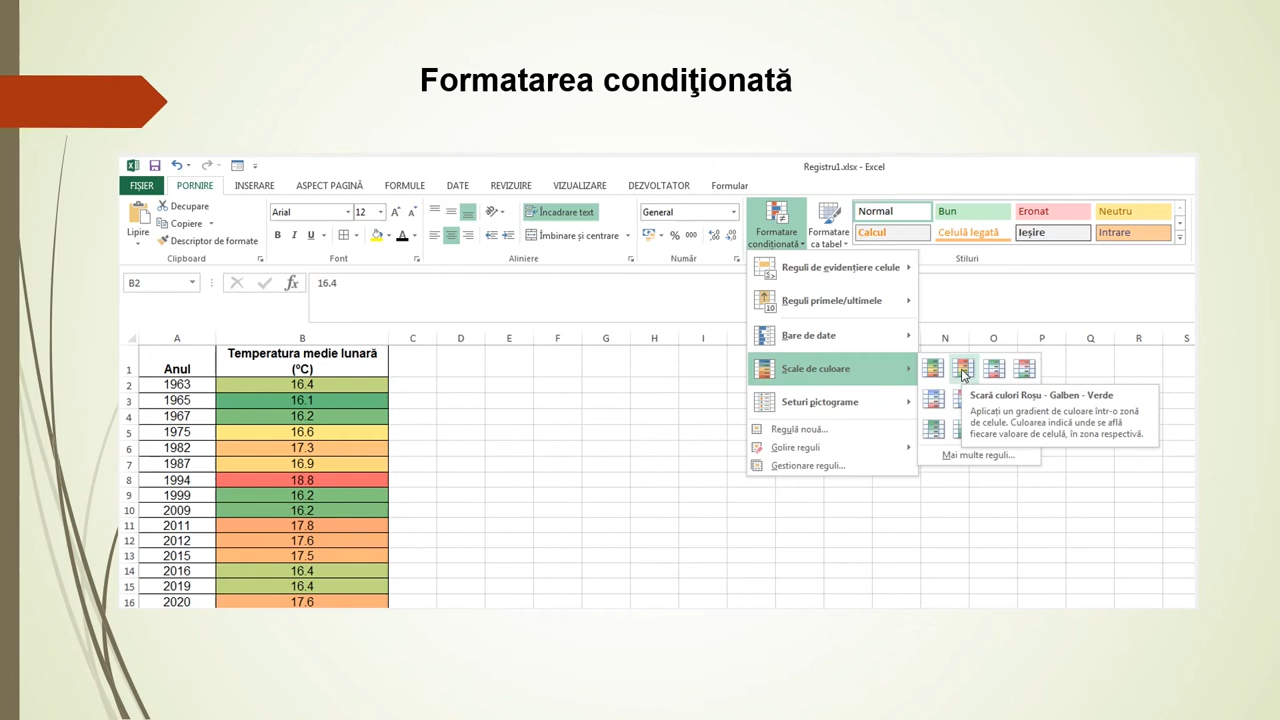 Formatarea condiţionată
Registru1.xlsx - Excel
FIȘIER PORNIRE INSERARE ASPECT PAGINĂ FORMULE DATE REVIZUIRE VIZUALIZARE DEZVOLTATOR Formular
Lipire
Decupare
Copiere
Descriptor de formate
Clipboard
Arial 12
B I U
Font
Încadrare text
Îmbinare și centrare
Aliniere
General
% 000
Număr
Formatare condiționată
Formatare ca tabel
Normal Bun Eronat Neutru
Calcul Celulă legată Ieșire Intrare
Stiluri
B2 fx 16.4
Reguli de evidențiere celule
Reguli primele/ultimele
Bare de date
Scale de culoare
Seturi pictograme
Regulă nouă...
Golire reguli
Gestionare reguli...
Scară culori Roșu - Galben - Verde
Aplicați un gradient de culoare într-o zonă
de celule. Culoarea indică unde se află
fiecare valoare de celulă, în zona respectivă.
Mai multe reguli...
A B C D E F G H I N O P Q R S
Temperatura medie lunară
1 Anul (ºC)
2 1963 16.4
3 1965 16.1
4 1967 16.2
5 1975 16.6
6 1982 17.3
7 1987 16.9
8 1994 18.8
9 1999 16.2
10 2009 16.2
11 2011 17.8
12 2012 17.6
13 2015 17.5
14 2016 16.4
15 2019 16.4
16 2020 17.6